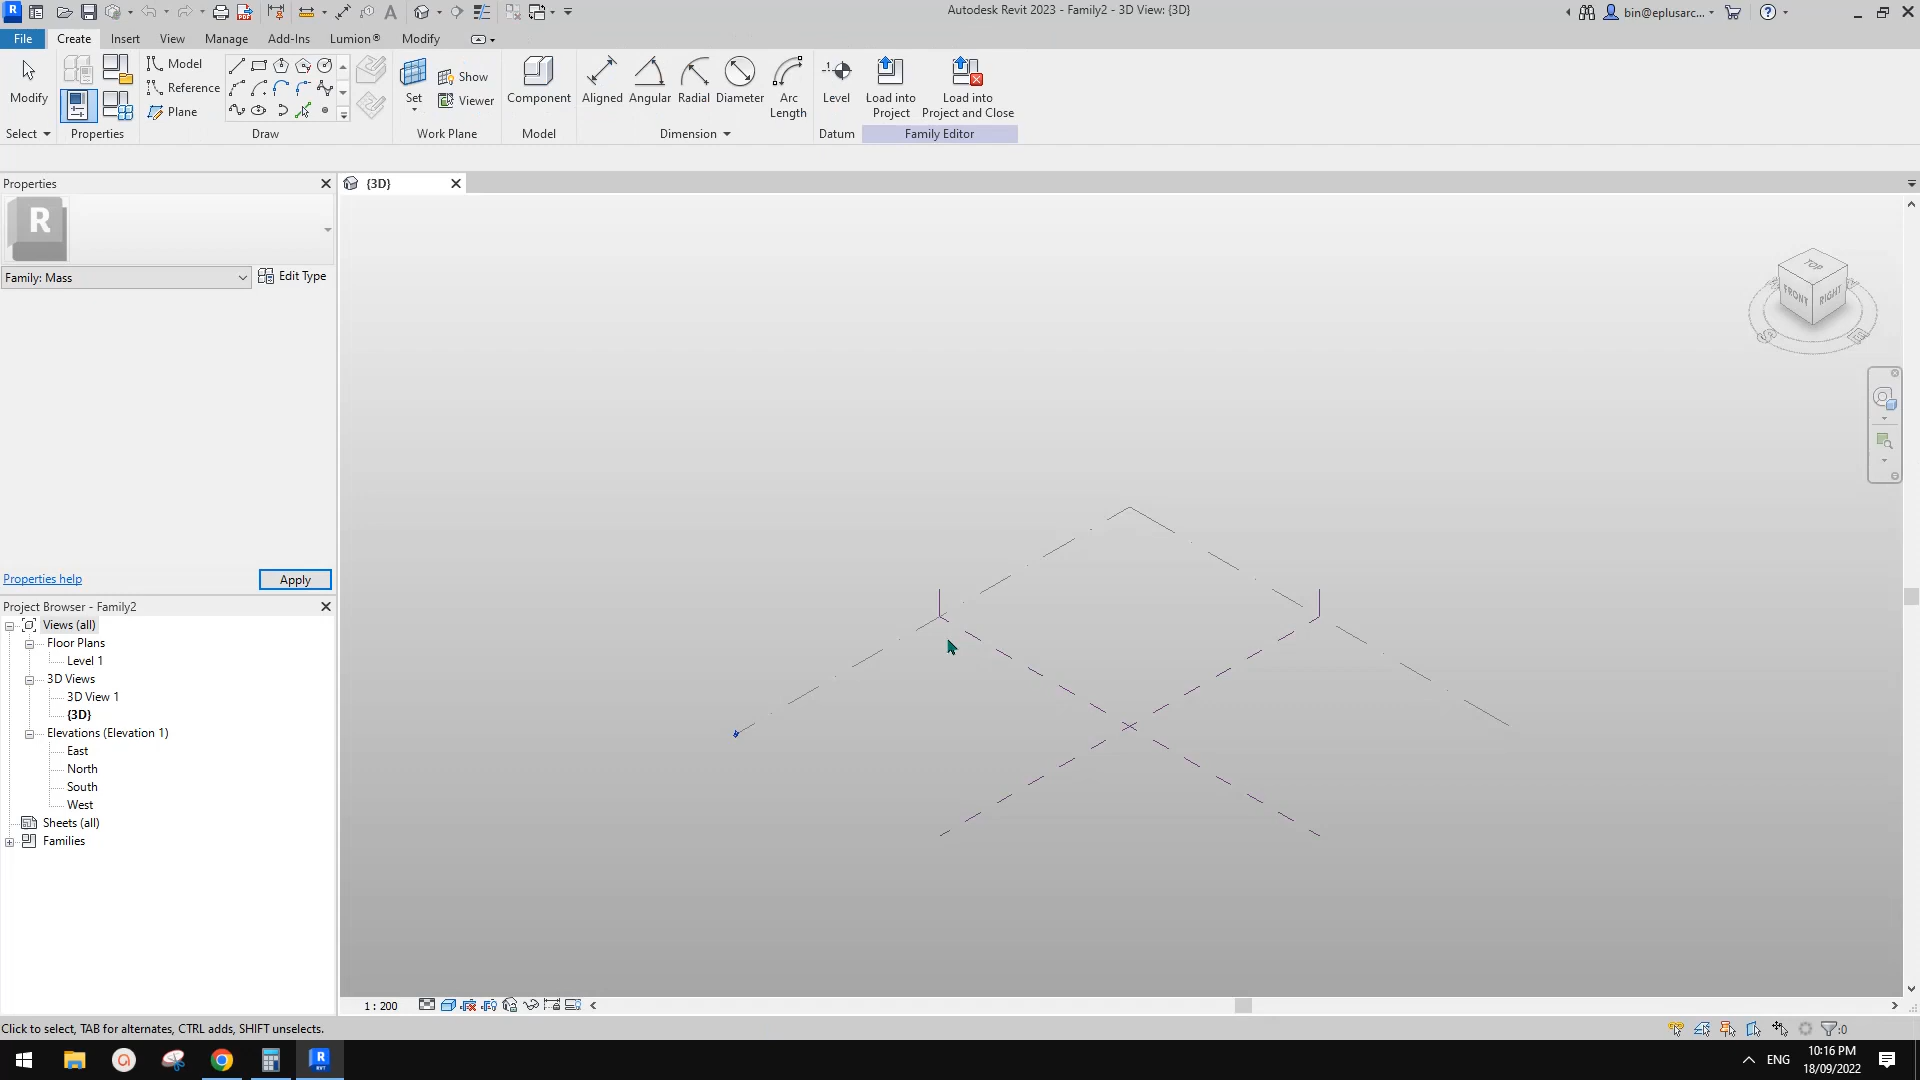 Autodesk Revit 2023 - Family2 - 3D View: {3D}
bin@eplusarc...
File
Create
Insert
View
Manage
Add-Ins
Lumion®
Modify
Modify
Select
Properties
Model
Reference
Plane
Draw
Set
Show
Viewer
Work Plane
Component
Model
Aligned
Angular
Radial
Diameter
Arc
Length
Dimension
Level
Datum
Load into
Project
Load into
Project and Close
Family Editor
Properties
{3D}
R
Family: Mass
Edit Type
TOP
FRONT
RIGHT
S
E
Properties help
Apply
Project Browser - Family2
Views (all)
Floor Plans
Level 1
3D Views
3D View 1
{3D}
Elevations (Elevation 1)
East
North
South
West
Sheets (all)
Families
1 : 200
Click to select, TAB for alternates, CTRL adds, SHIFT unselects.
:0
ENG
10:16 PM
18/09/2022